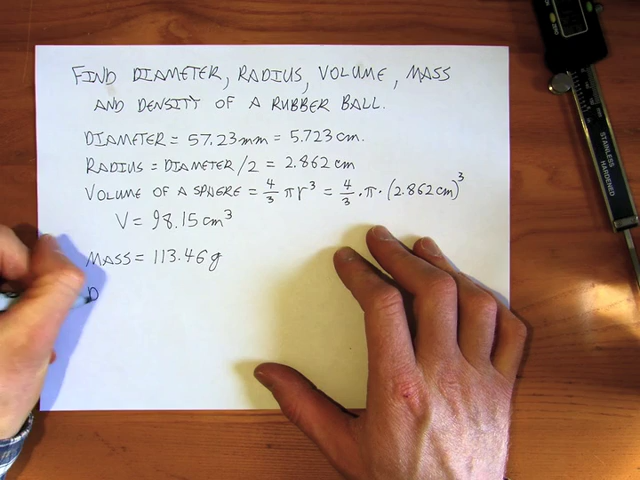 FIND DIAMETER, RADIUS, VOLUME, MASS
AND DENSITY OF A RUBBER BALL.
DIAMETER = 57.23mm = 5.723 cm.
RADIUS = DIAMETER/2 = 2.862 cm
VOLUME OF A SPHERE = 4/3 πr³ = 4/3 · π · (2.862 cm)³
V = 98.15 cm³
MASS = 113.46 g
D
STAINLESS
HARDENED